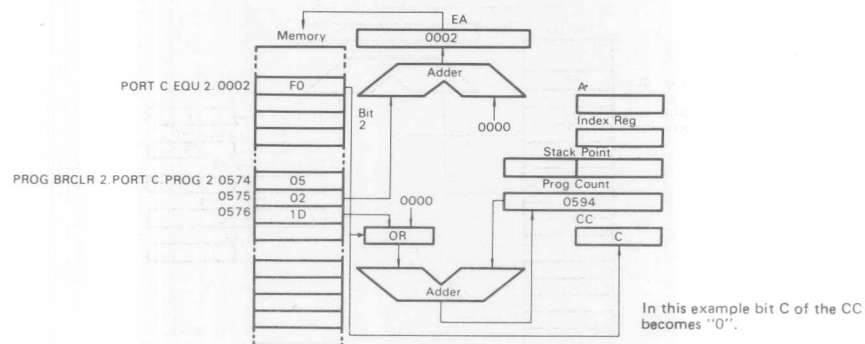 EA
Memory
0002
Adder
PORT C EQU 2. 0002
F0
Bit
2
0000
A
Index Reg
Stack Point
PROG BRCLR 2.PORT C.PROG 2 0574
05
0575
02
0576
1D
Prog Count
0594
0000
CC
OR
C
Adder
In this example bit C of the CC
becomes "0".